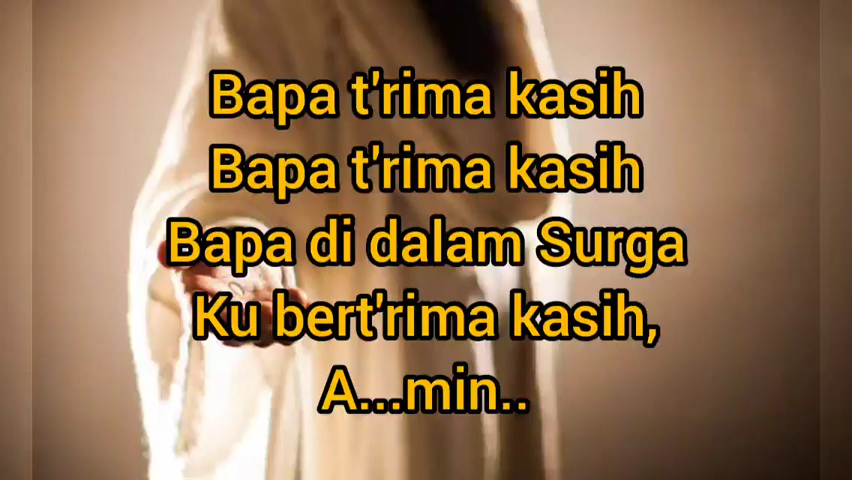 Bapa t'rima kasih
Bapa t'rima kasih
Bapa di dalam Surga
Ku bert'rima kasih,
A...min..